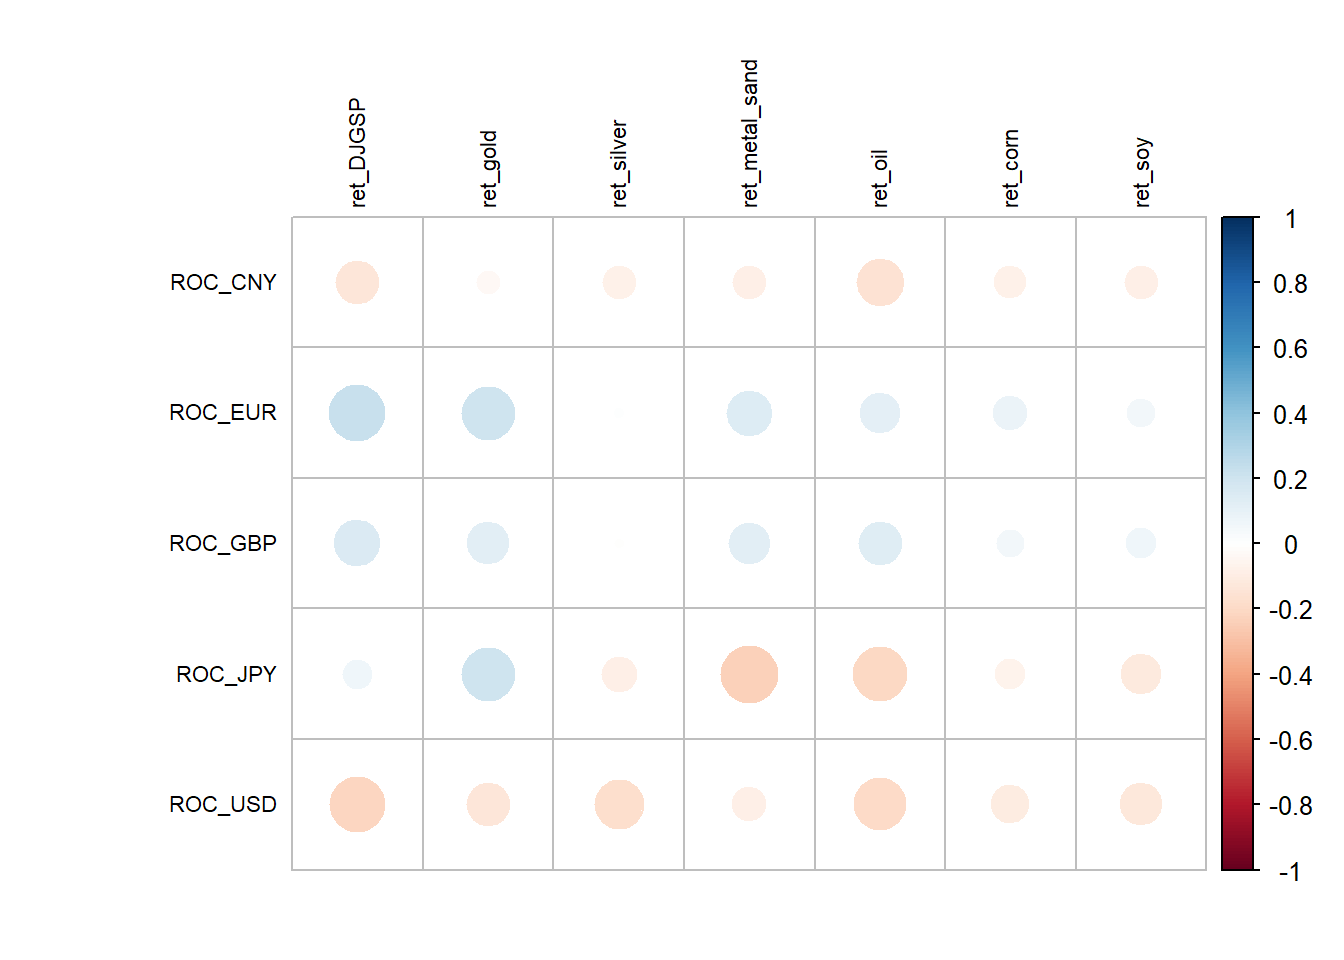 ret_DJGSP
ret_gold
ret_silver
ret_metal_sand
ret_oil
ret_corn
ret_soy
ROC_CNY
ROC_EUR
ROC_GBP
ROC_JPY
ROC_USD
1
0.8
0.6
0.4
0.2
0
-0.2
-0.4
-0.6
-0.8
-1